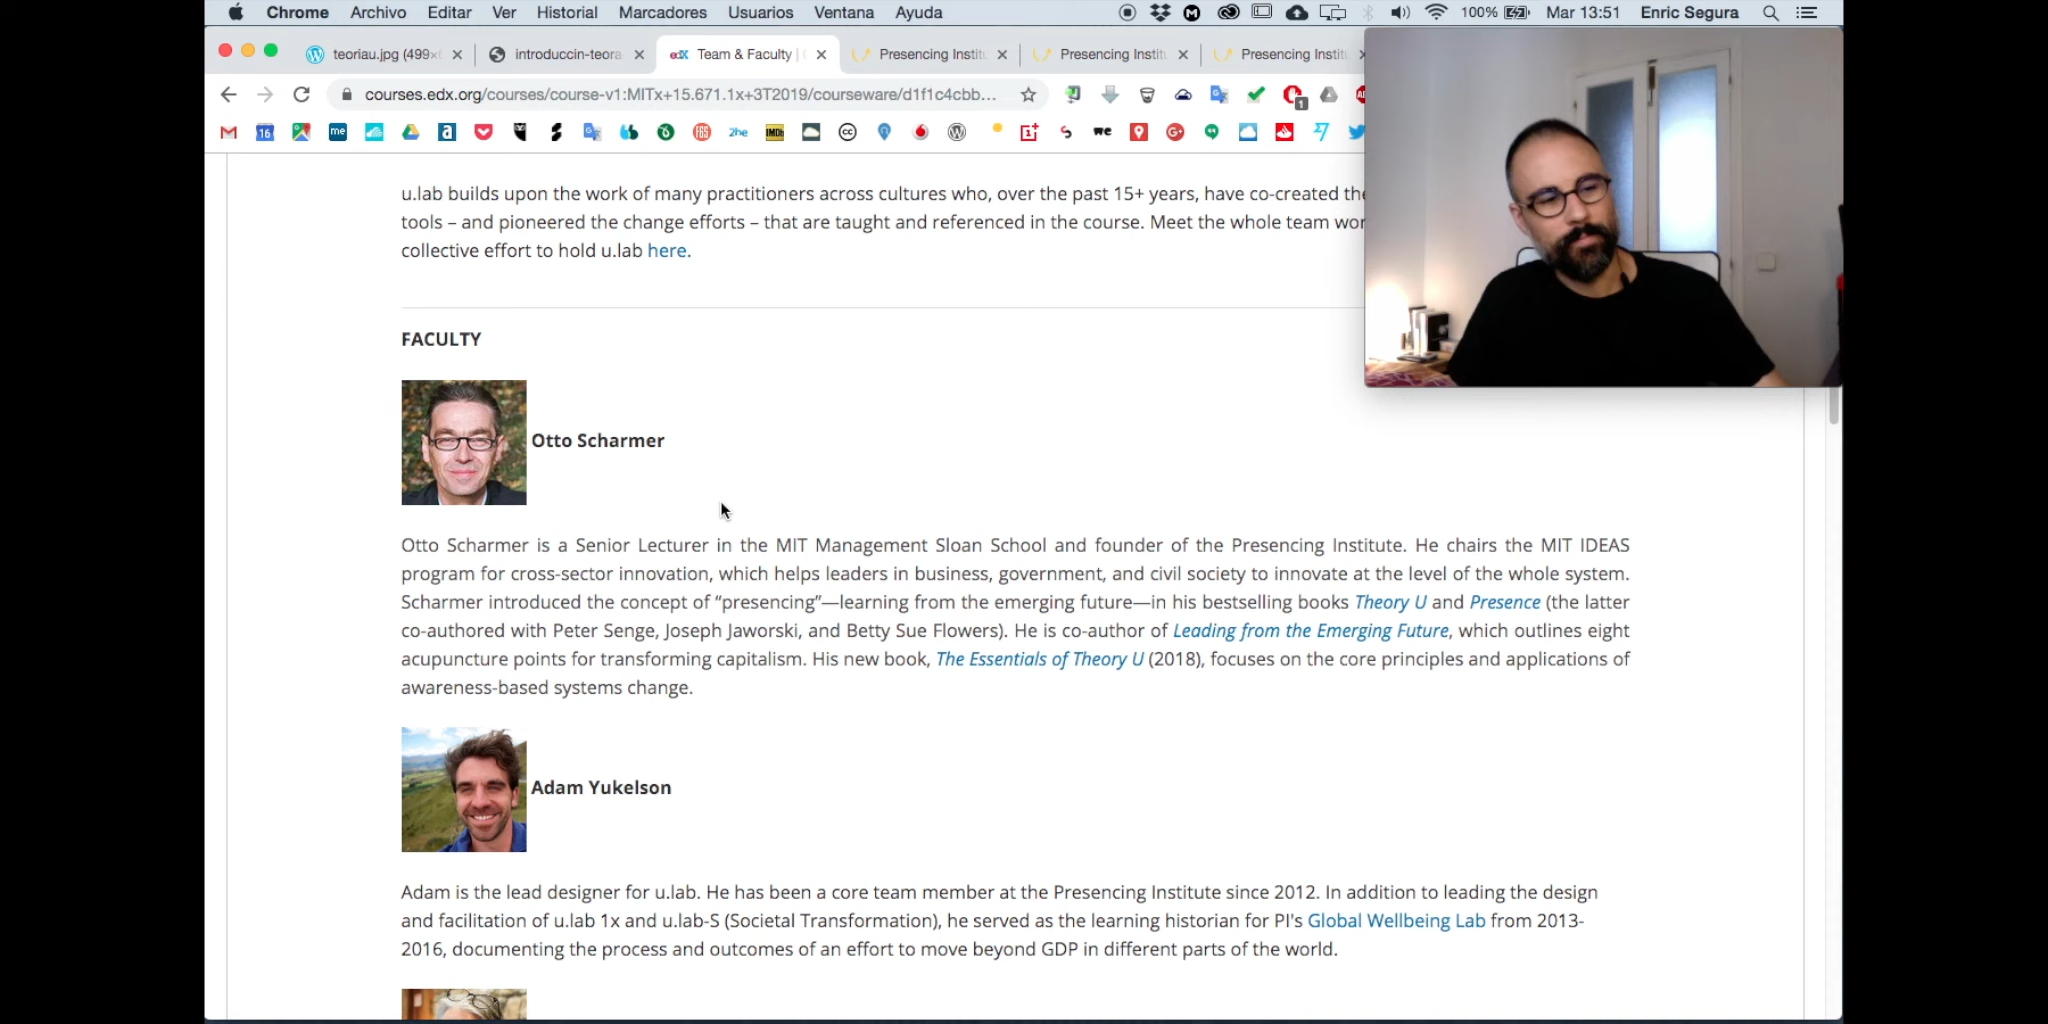 Chrome Archivo Editar Ver Historial Marcadores Usuarios Ventana Ayuda 100% Mar 13:51 Enric Segura
teoriau.jpg (499× introduccin-teora edX Team & Faculty | Presencing Instit Presencing Instit Presencing Instit
courses.edx.org/courses/course-v1:MITx+15.671.1x+3T2019/courseware/d1f1c4cbb... 1
16 me a FGS 2he IMDb cc 1+ we G+
u.lab builds upon the work of many practitioners across cultures who, over the past 15+ years, have co-created the
tools – and pioneered the change efforts – that are taught and referenced in the course. Meet the whole team wor
collective effort to hold u.lab here.
FACULTY
Otto Scharmer
Otto Scharmer is a Senior Lecturer in the MIT Management Sloan School and founder of the Presencing Institute. He chairs the MIT IDEAS
program for cross-sector innovation, which helps leaders in business, government, and civil society to innovate at the level of the whole system.
Scharmer introduced the concept of “presencing”—learning from the emerging future—in his bestselling books Theory U and Presence (the latter
co-authored with Peter Senge, Joseph Jaworski, and Betty Sue Flowers). He is co-author of Leading from the Emerging Future, which outlines eight
acupuncture points for transforming capitalism. His new book, The Essentials of Theory U (2018), focuses on the core principles and applications of
awareness-based systems change.
Adam Yukelson
Adam is the lead designer for u.lab. He has been a core team member at the Presencing Institute since 2012. In addition to leading the design
and facilitation of u.lab 1x and u.lab-S (Societal Transformation), he served as the learning historian for PI's Global Wellbeing Lab from 2013-
2016, documenting the process and outcomes of an effort to move beyond GDP in different parts of the world.